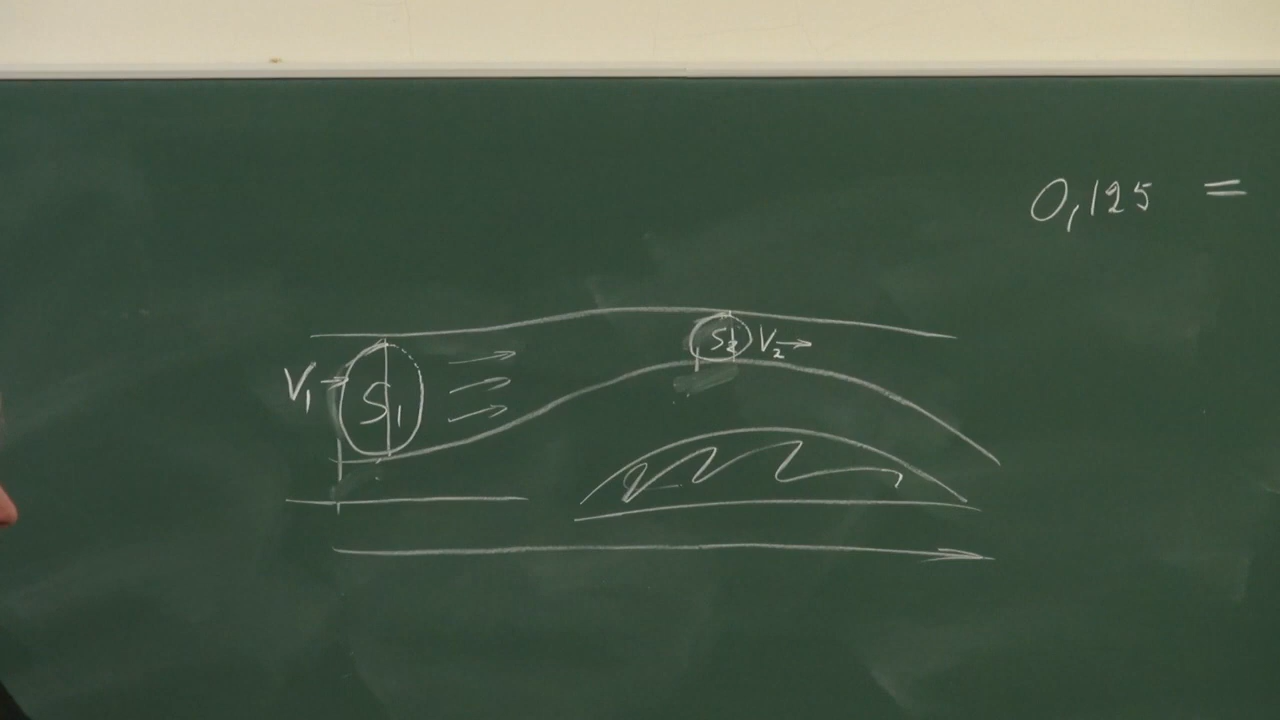 0,125 =
V₁ S₁ S₂ V₂